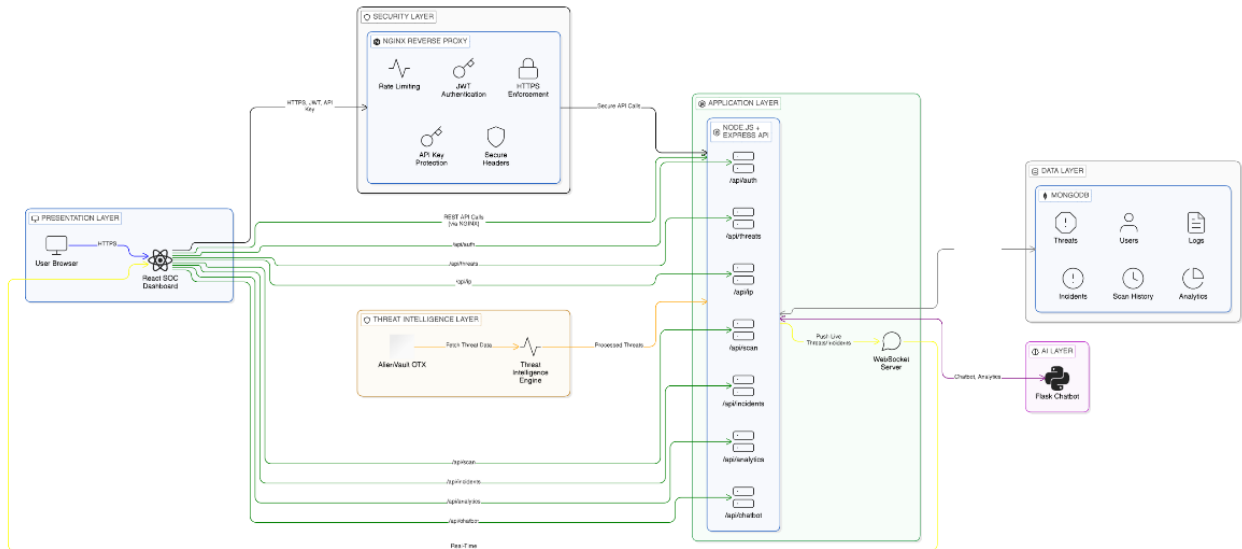 SECURITY LAYER
NGINX REVERSE PROXY
Rate Limiting
JWT
Authentication
HTTPS
Enforcement
API Key
Protection
Secure
Headers
HTTPS, JWT, API
Key
Secure API Calls
APPLICATION LAYER
NODE.JS +
EXPRESS API
/api/auth
/api/threats
/api/ip
/api/scan
/api/incidents
/api/analytics
/api/chatbot
Push Live
Threats/Incidents
WebSocket
Server
DATA LAYER
MONGODB
Threats
Users
Logs
Incidents
Scan History
Analytics
AI LAYER
Flask Chatbot
Chatbot, Analytics
PRESENTATION LAYER
User Browser
HTTPS
React SOC
Dashboard
REST API Calls
(via NGINX)
/api/auth
/api/threats
/api/ip
THREAT INTELLIGENCE LAYER
AlienVault OTX
Fetch Threat Data
Threat
Intelligence
Engine
Processed Threats
/api/scan
/api/incidents
/api/analytics
/api/chatbot
Real-Time